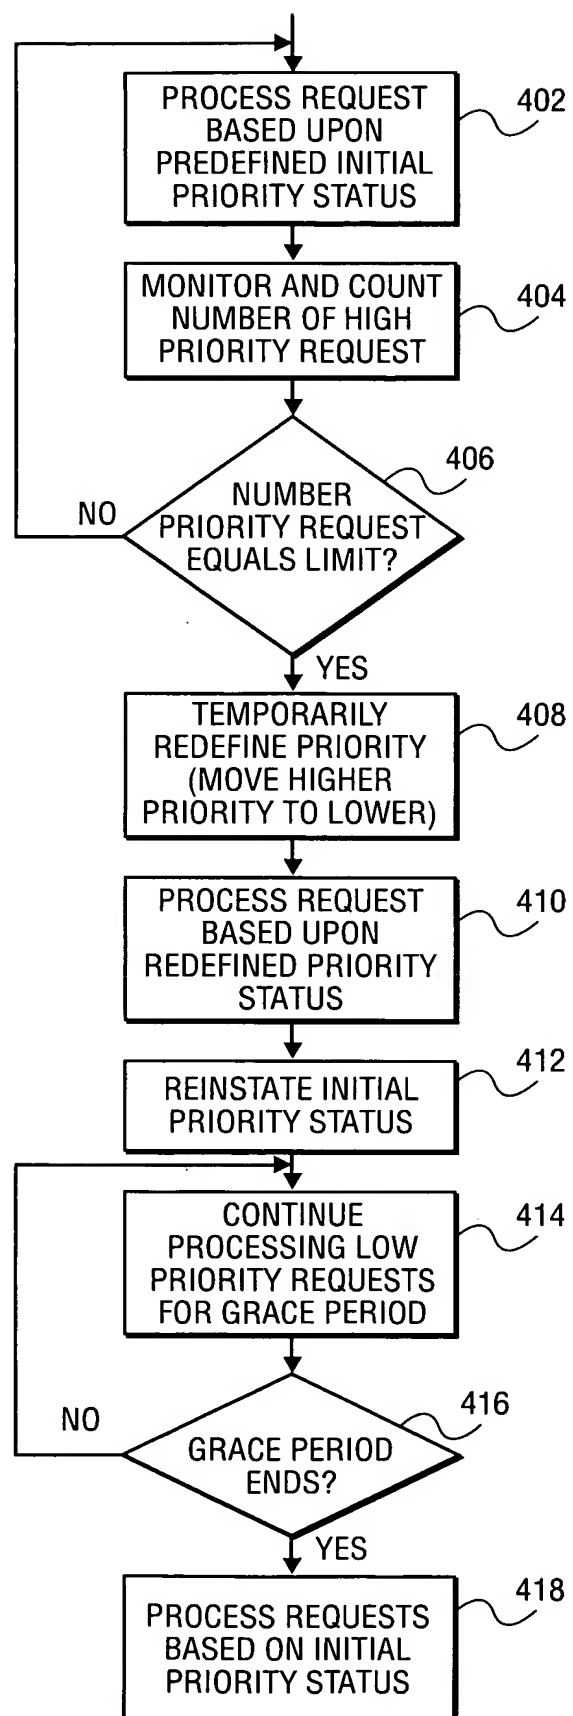 PROCESS REQUEST
BASED UPON
PREDEFINED INITIAL
PRIORITY STATUS
402
MONITOR AND COUNT
NUMBER OF HIGH
PRIORITY REQUEST
404
406
NUMBER
PRIORITY REQUEST
EQUALS LIMIT?
NO
YES
TEMPORARILY
REDEFINE PRIORITY
(MOVE HIGHER
PRIORITY TO LOWER)
408
PROCESS REQUEST
BASED UPON
REDEFINED PRIORITY
STATUS
410
REINSTATE INITIAL
PRIORITY STATUS
412
CONTINUE
PROCESSING LOW
PRIORITY REQUESTS
FOR GRACE PERIOD
414
416
NO
GRACE PERIOD
ENDS?
YES
PROCESS REQUESTS
BASED ON INITIAL
PRIORITY STATUS
418